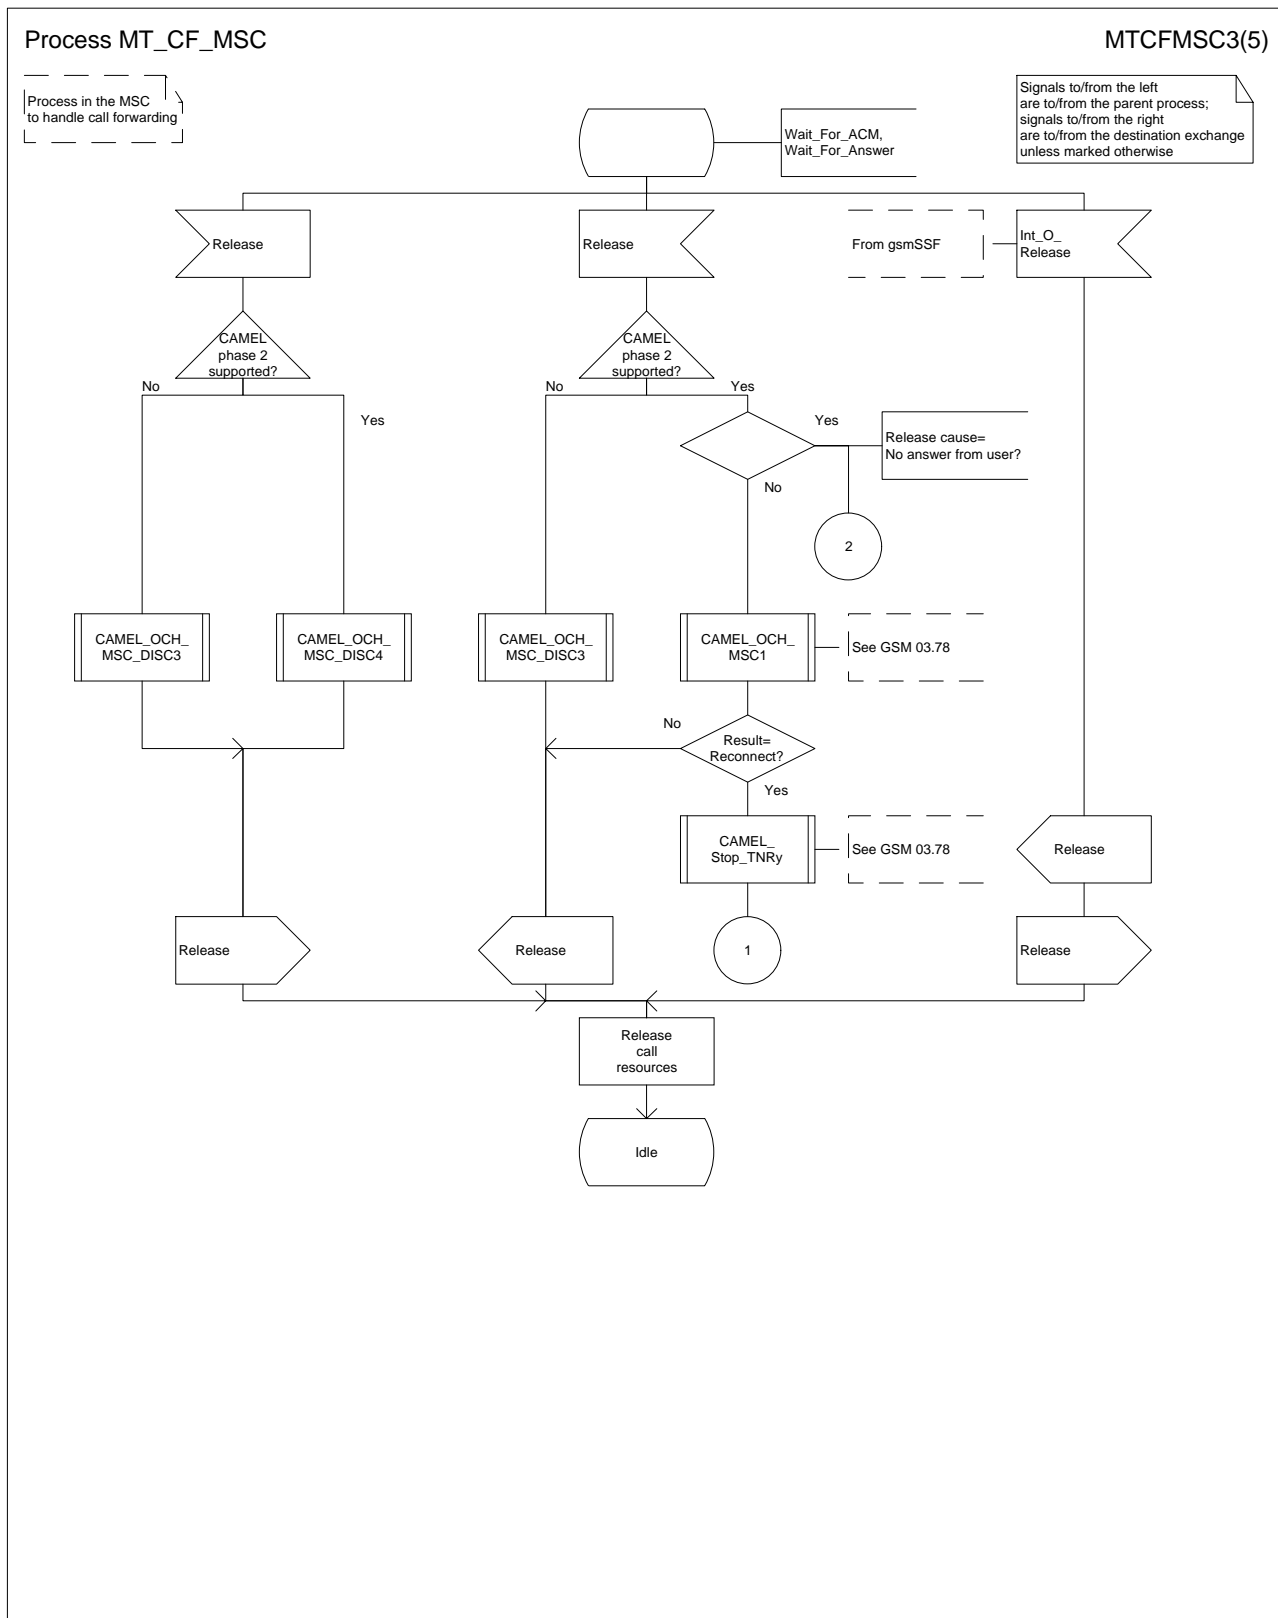 Process MT_CF_MSC
MTCFMSC3(5)
Process in the MSC
to handle call forwarding
Signals to/from the left
are to/from the parent process;
signals to/from the right
are to/from the destination exchange
unless marked otherwise
Wait_For_ACM,
Wait_For_Answer
Release
Release
From gsmSSF
Int_O_
Release
CAMEL
phase 2
supported?
CAMEL
phase 2
supported?
No
Yes
No
Yes
Yes
Release cause=
No answer from user?
No
2
CAMEL_OCH_
MSC_DISC3
CAMEL_OCH_
MSC_DISC4
CAMEL_OCH_
MSC_DISC3
CAMEL_OCH_
MSC1
See GSM 03.78
No
Result=
Reconnect?
Yes
CAMEL_
Stop_TNRy
See GSM 03.78
Release
Release
Release
1
Release
Release
call
resources
Idle